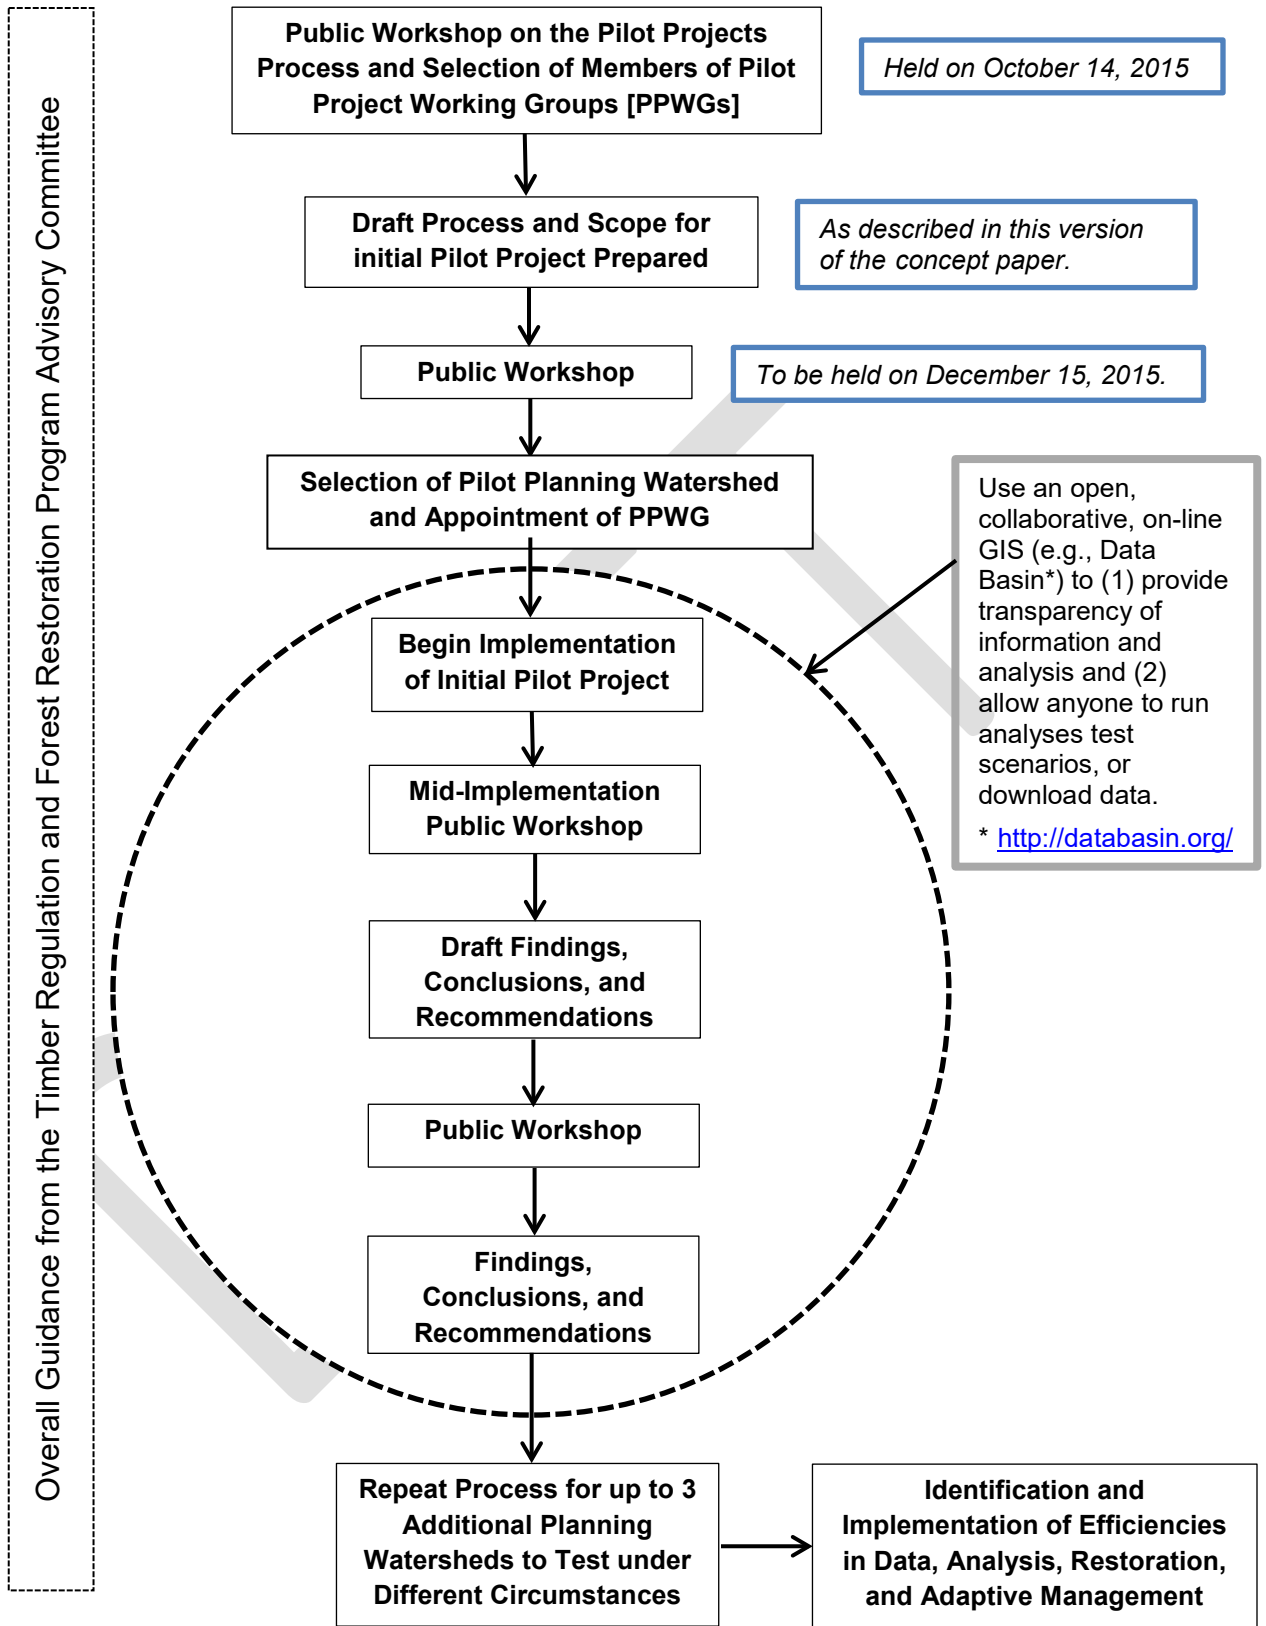 Overall Guidance from the Timber Regulation and Forest Restoration Program Advisory Committee
Public Workshop on the Pilot Projects
Process and Selection of Members of Pilot
Project Working Groups [PPWGs]
Held on October 14, 2015
Draft Process and Scope for
initial Pilot Project Prepared
As described in this version
of the concept paper.
Public Workshop
To be held on December 15, 2015.
Selection of Pilot Planning Watershed
and Appointment of PPWG
Use an open,
collaborative, on-line
GIS (e.g., Data
Basin*) to (1) provide
transparency of
information and
analysis and (2)
allow anyone to run
analyses test
scenarios, or
download data.
* http://databasin.org/
Begin Implementation
of Initial Pilot Project
Mid-Implementation
Public Workshop
Draft Findings,
Conclusions, and
Recommendations
Public Workshop
Findings,
Conclusions, and
Recommendations
Repeat Process for up to 3
Additional Planning
Watersheds to Test under
Different Circumstances
Identification and
Implementation of Efficiencies
in Data, Analysis, Restoration,
and Adaptive Management